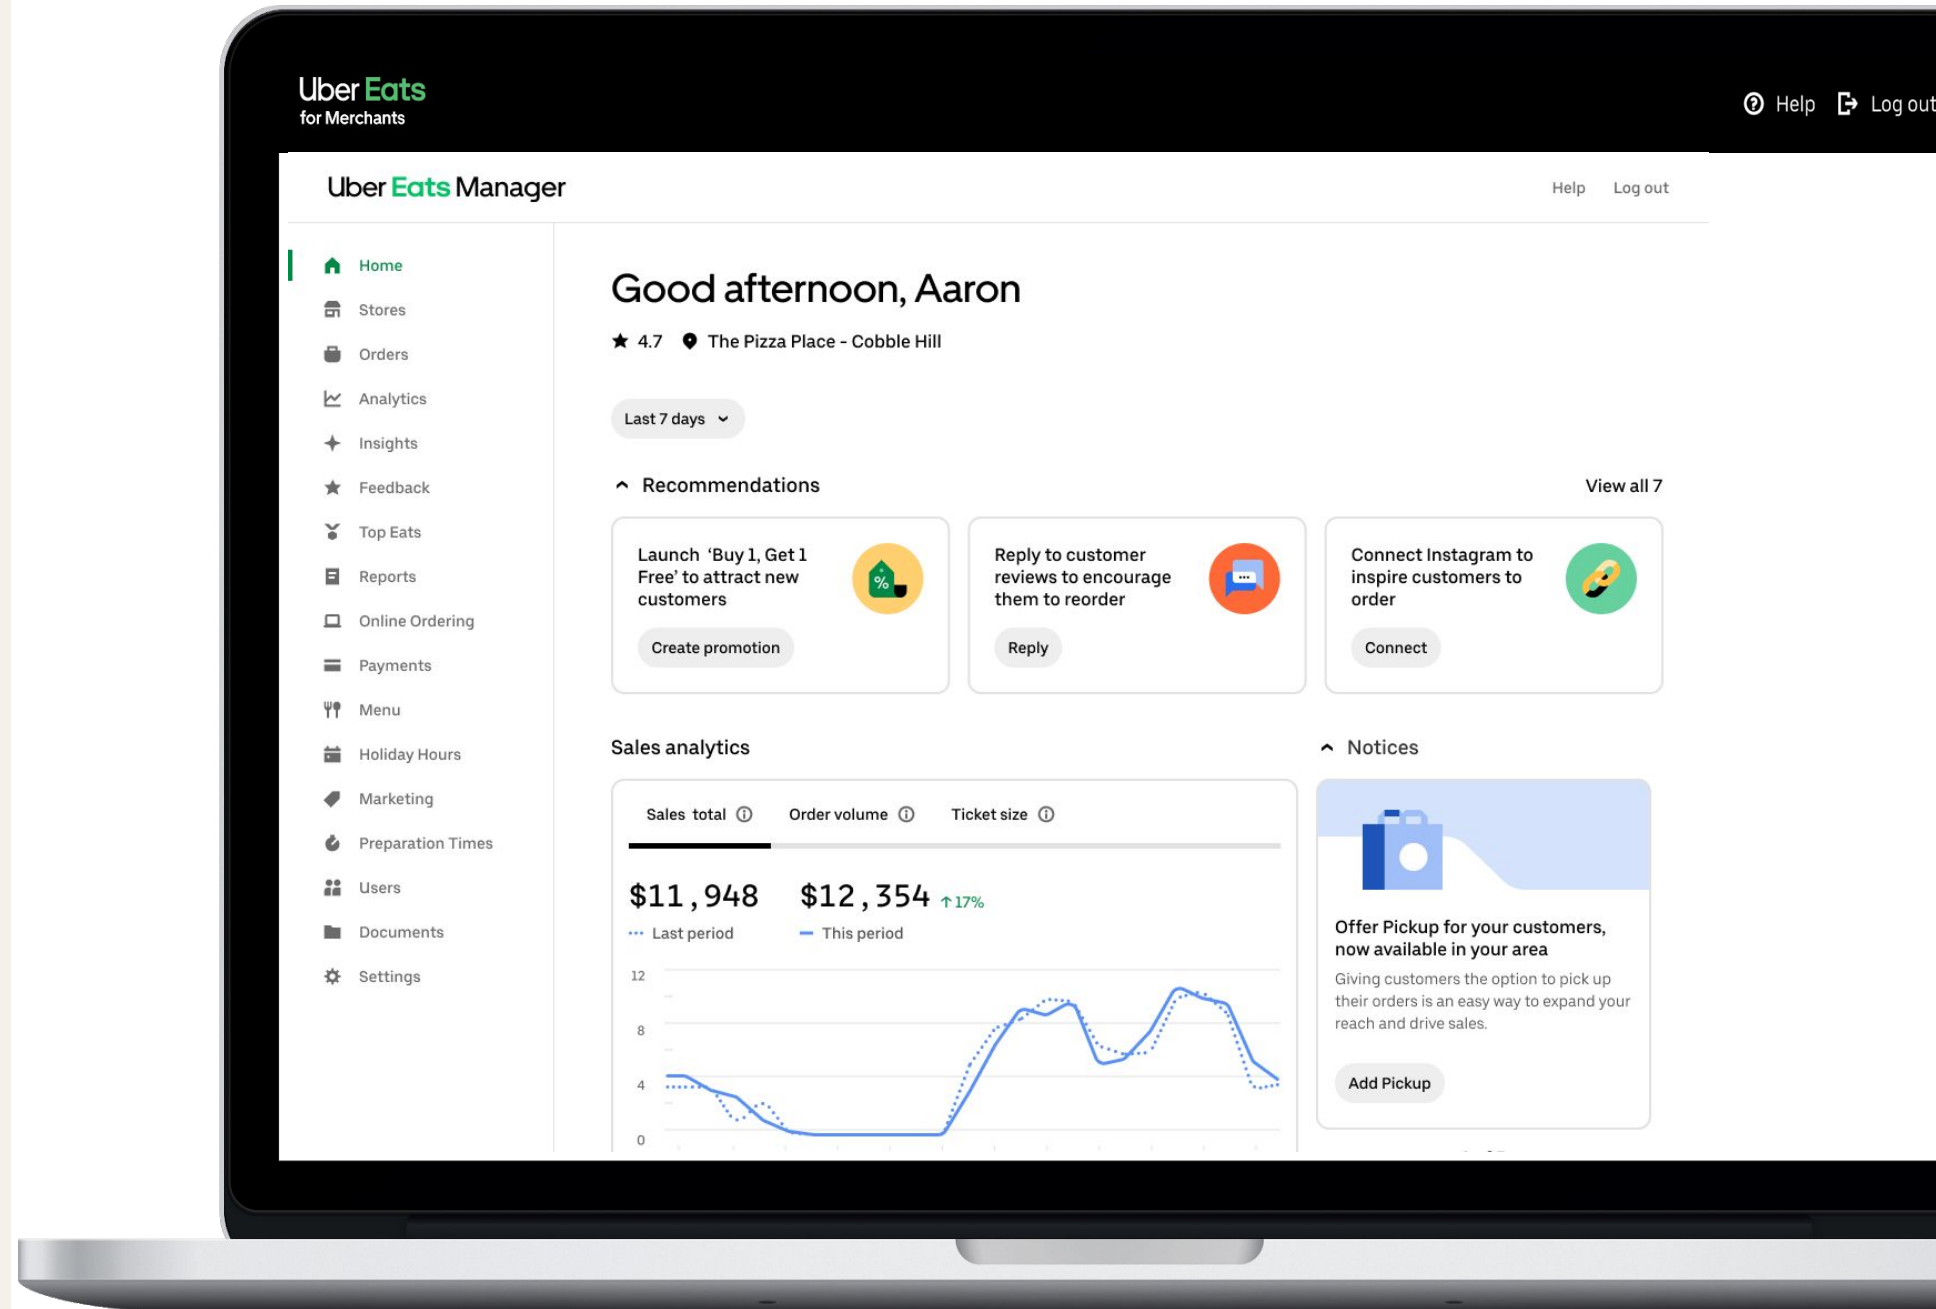 Uber Eats
for Merchants
Help
Log out
Uber Eats Manager
Help
Log out
Home
Stores
Orders
Analytics
Insights
Feedback
Top Eats
Reports
Online Ordering
Payments
Menu
Holiday Hours
Marketing
Preparation Times
Users
Documents
Settings
Good afternoon, Aaron
4.7
The Pizza Place - Cobble Hill
Last 7 days
Recommendations
View all 7
Launch ‘Buy 1, Get 1
Free’ to attract new
customers
%
Create promotion
Reply to customer
reviews to encourage
them to reorder
Reply
Connect Instagram to
inspire customers to
order
Connect
Sales analytics
Sales total
Order volume
Ticket size
$11,948
Last period
$12,354
↑ 17%
This period
12
8
4
0
Notices
Offer Pickup for your customers,
now available in your area
Giving customers the option to pick up
their orders is an easy way to expand your
reach and drive sales.
Add Pickup